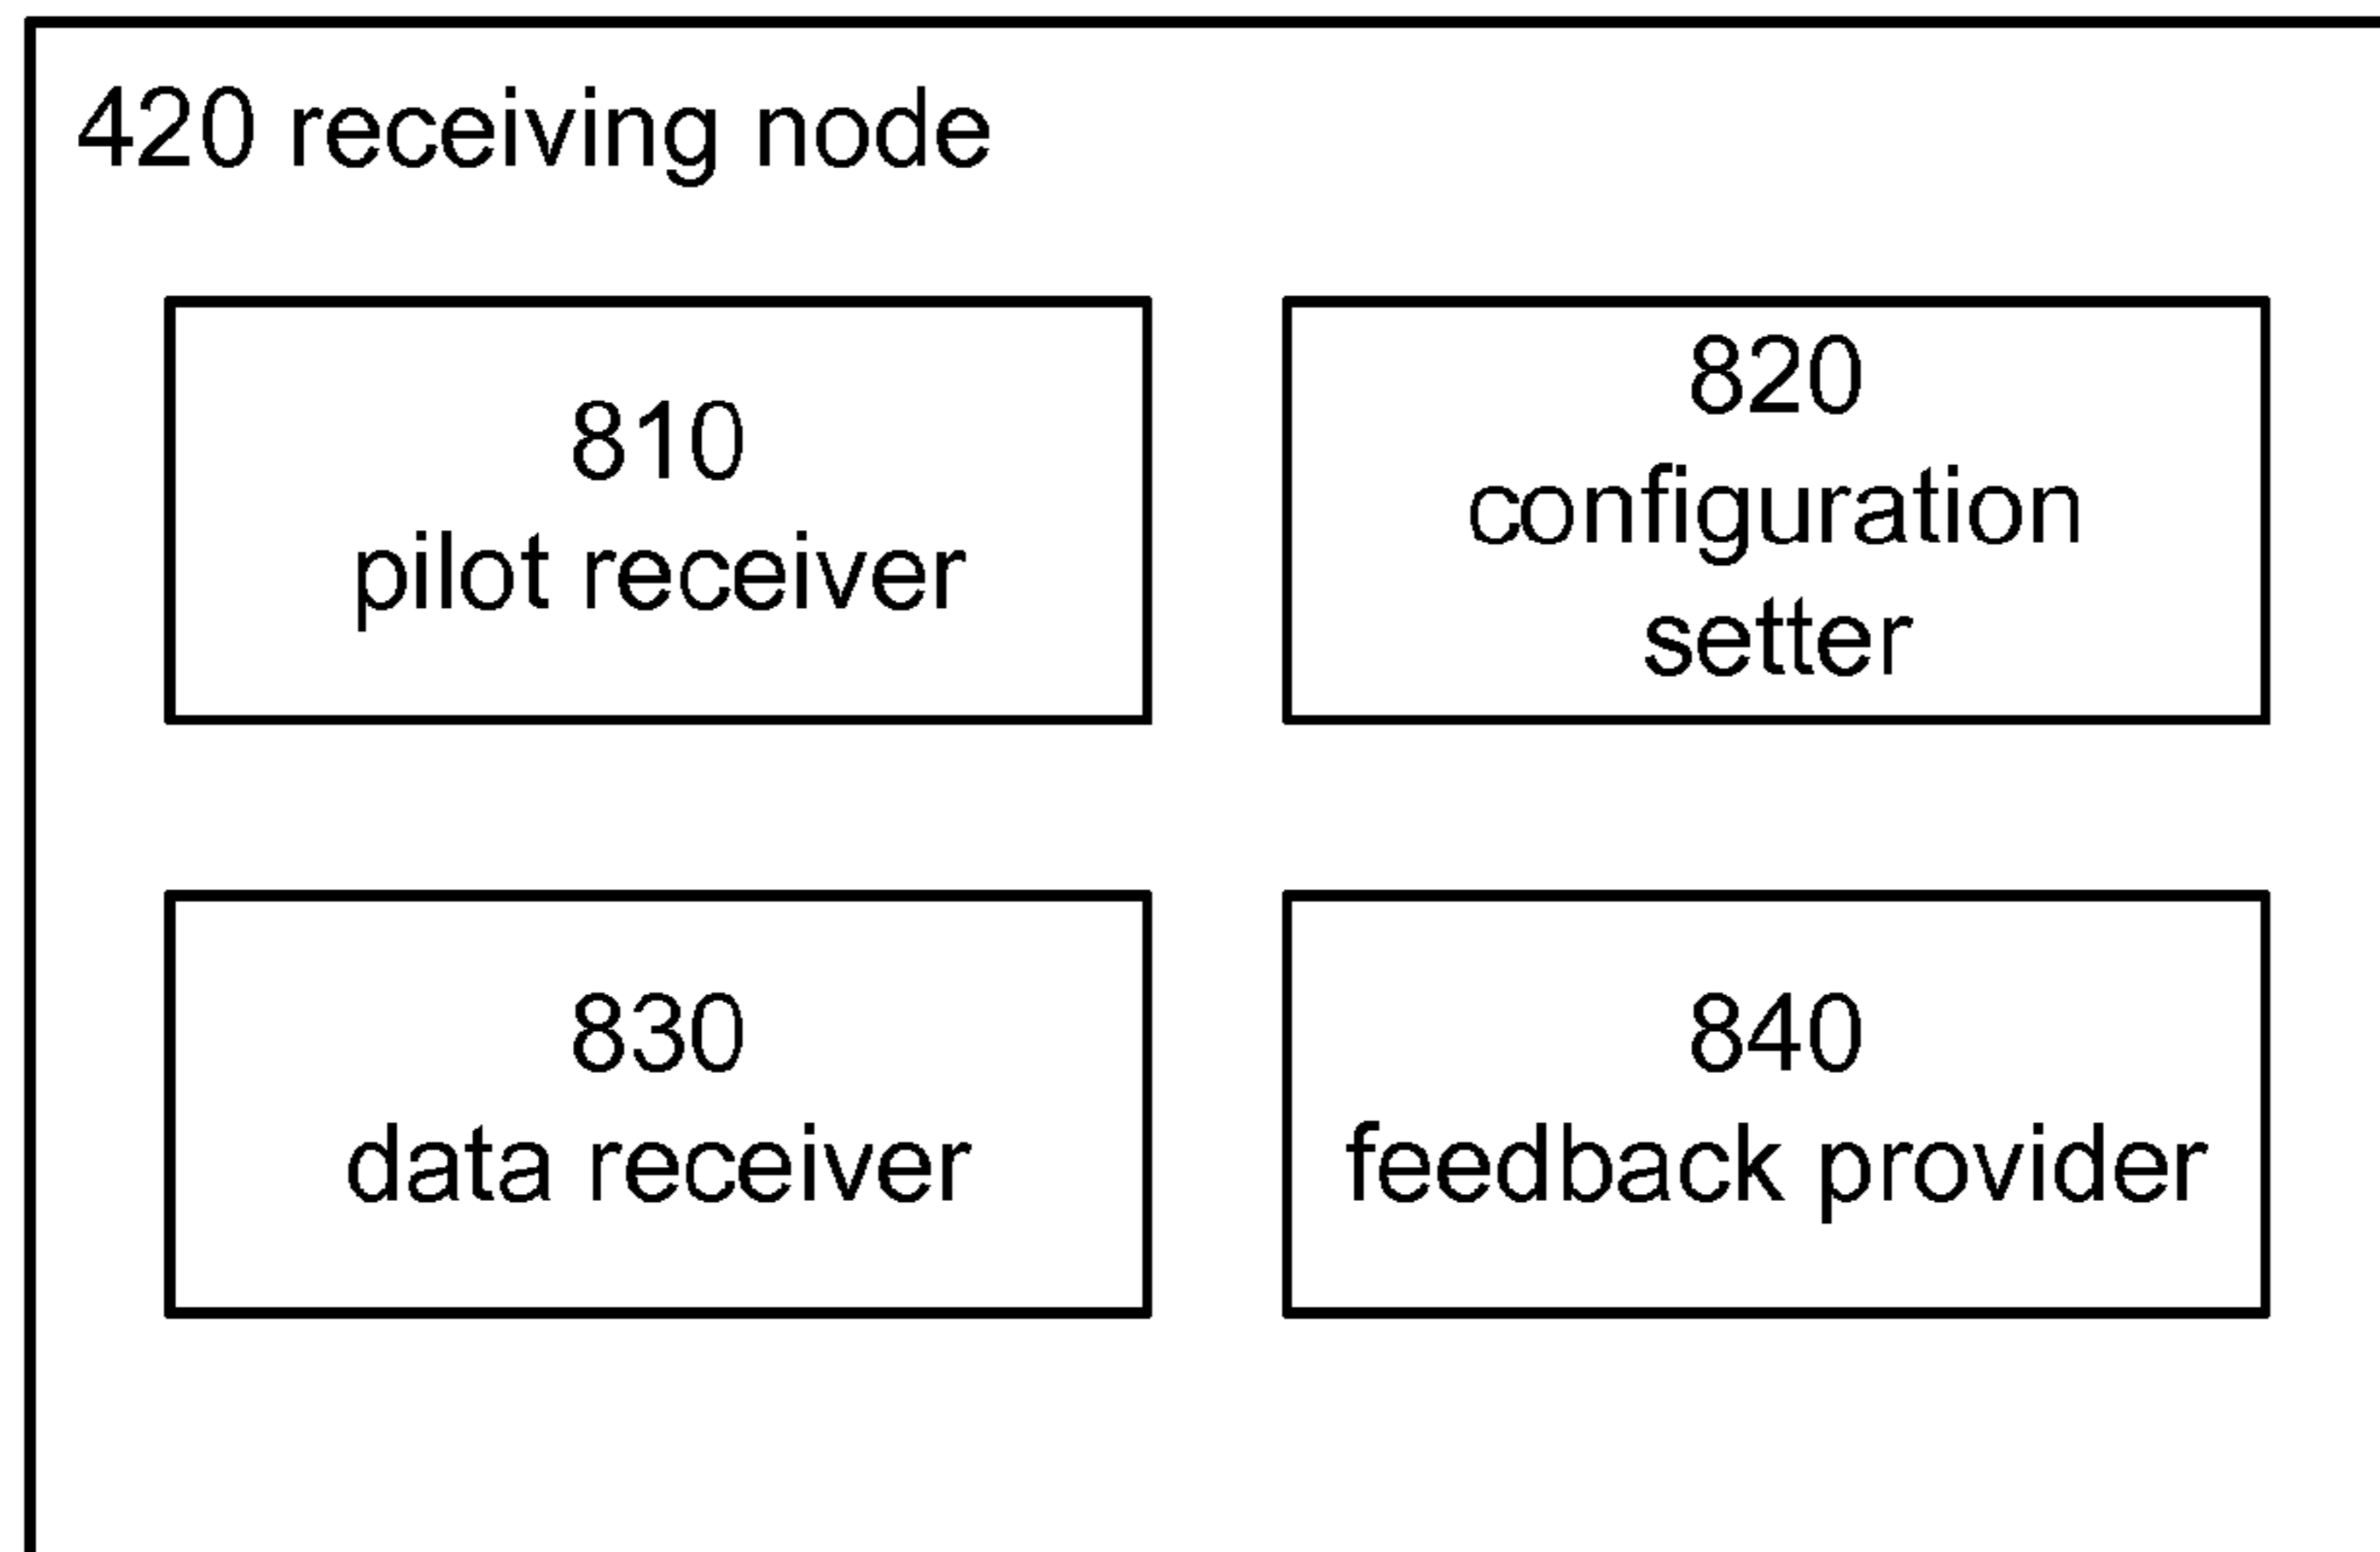 420 receiving node
810
pilot receiver
820
configuration
setter
830
data receiver
840
feedback provider